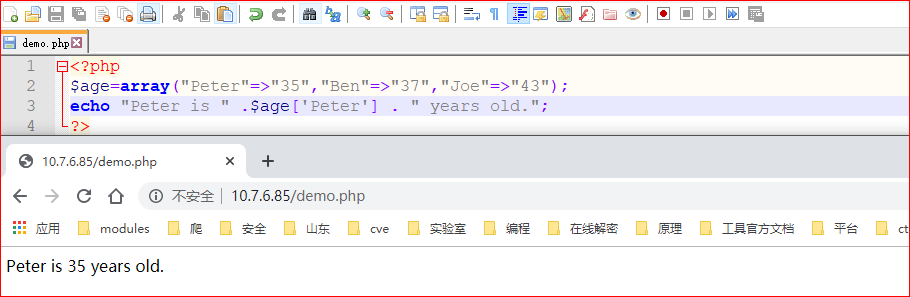 demo.php
1 <?php
2 $age=array("Peter"=>"35","Ben"=>"37","Joe"=>"43");
3 echo "Peter is " .$age['Peter'] . " years old.";
4 ?>
10.7.6.85/demo.php
不安全 | 10.7.6.85/demo.php
应用 modules 爬 安全 山东 cve 实验室 编程 在线解密 原理 工具官方文档 平台 ct
Peter is 35 years old.